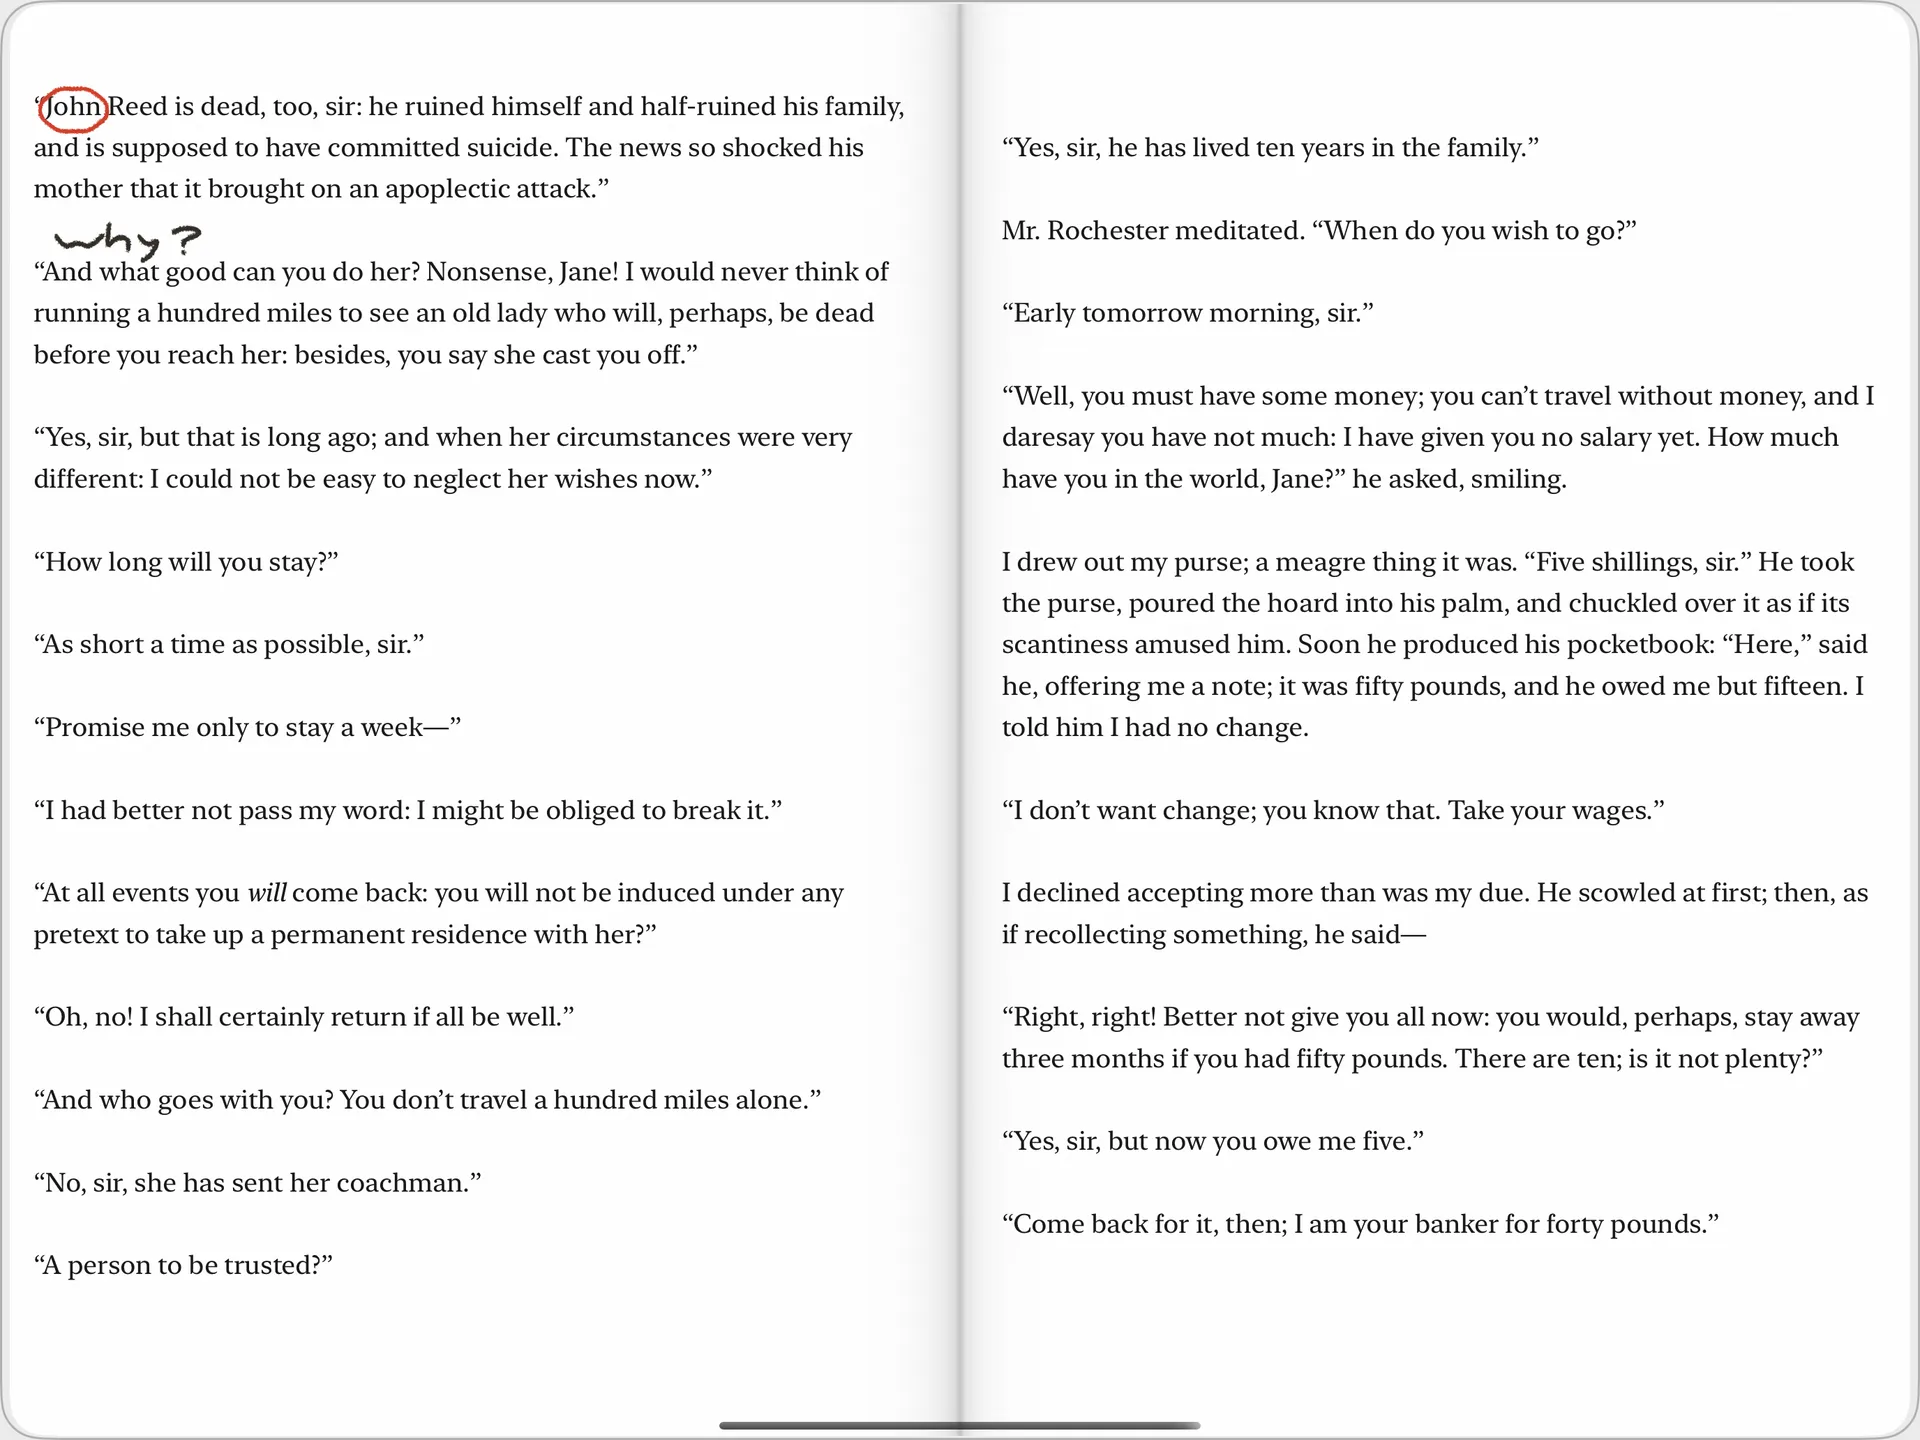 “John Reed is dead, too, sir: he ruined himself and half-ruined his family,
and is supposed to have committed suicide. The news so shocked his
mother that it brought on an apoplectic attack.”
why?
“And what good can you do her? Nonsense, Jane! I would never think of
running a hundred miles to see an old lady who will, perhaps, be dead
before you reach her: besides, you say she cast you off.”
“Yes, sir, but that is long ago; and when her circumstances were very
different: I could not be easy to neglect her wishes now.”
“How long will you stay?”
“As short a time as possible, sir.”
“Promise me only to stay a week—”
“I had better not pass my word: I might be obliged to break it.”
“At all events you will come back: you will not be induced under any
pretext to take up a permanent residence with her?”
“Oh, no! I shall certainly return if all be well.”
“And who goes with you? You don’t travel a hundred miles alone.”
“No, sir, she has sent her coachman.”
“A person to be trusted?”
“Yes, sir, he has lived ten years in the family.”
Mr. Rochester meditated. “When do you wish to go?”
“Early tomorrow morning, sir.”
“Well, you must have some money; you can’t travel without money, and I
daresay you have not much: I have given you no salary yet. How much
have you in the world, Jane?” he asked, smiling.
I drew out my purse; a meagre thing it was. “Five shillings, sir.” He took
the purse, poured the hoard into his palm, and chuckled over it as if its
scantiness amused him. Soon he produced his pocketbook: “Here,” said
he, offering me a note; it was fifty pounds, and he owed me but fifteen. I
told him I had no change.
“I don’t want change; you know that. Take your wages.”
I declined accepting more than was my due. He scowled at first; then, as
if recollecting something, he said—
“Right, right! Better not give you all now: you would, perhaps, stay away
three months if you had fifty pounds. There are ten; is it not plenty?”
“Yes, sir, but now you owe me five.”
“Come back for it, then; I am your banker for forty pounds.”